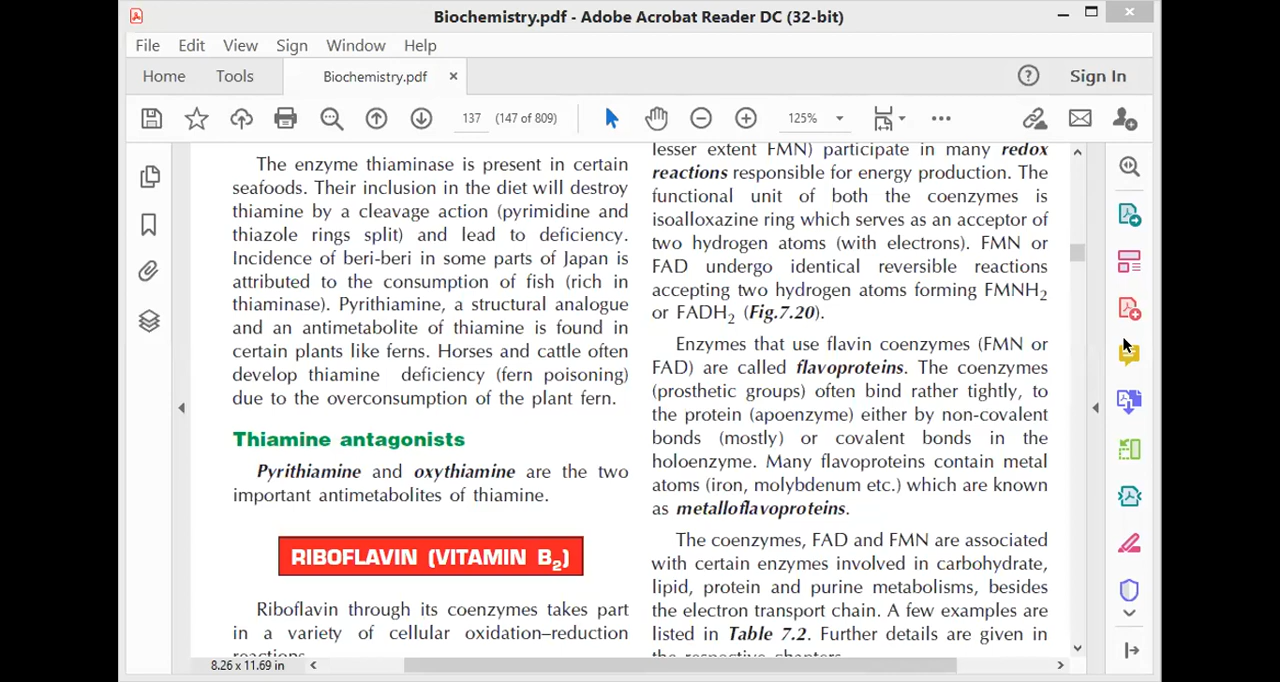 Biochemistry.pdf - Adobe Acrobat Reader DC (32-bit)
File Edit View Sign Window Help
Home Tools Biochemistry.pdf × Sign In
137 (147 of 809) 125%
The enzyme thiaminase is present in certain
seafoods. Their inclusion in the diet will destroy
thiamine by a cleavage action (pyrimidine and
thiazole rings split) and lead to deficiency.
Incidence of beri-beri in some parts of Japan is
attributed to the consumption of fish (rich in
thiaminase). Pyrithiamine, a structural analogue
and an antimetabolite of thiamine is found in
certain plants like ferns. Horses and cattle often
develop thiamine deficiency (fern poisoning)
due to the overconsumption of the plant fern.
Thiamine antagonists
Pyrithiamine and oxythiamine are the two
important antimetabolites of thiamine.
RIBOFLAVIN (VITAMIN B₂)
Riboflavin through its coenzymes takes part
in a variety of cellular oxidation–reduction
reactions
lesser extent FMN) participate in many redox
reactions responsible for energy production. The
functional unit of both the coenzymes is
isoalloxazine ring which serves as an acceptor of
two hydrogen atoms (with electrons). FMN or
FAD undergo identical reversible reactions
accepting two hydrogen atoms forming FMNH₂
or FADH₂ (Fig.7.20).
Enzymes that use flavin coenzymes (FMN or
FAD) are called flavoproteins. The coenzymes
(prosthetic groups) often bind rather tightly, to
the protein (apoenzyme) either by non-covalent
bonds (mostly) or covalent bonds in the
holoenzyme. Many flavoproteins contain metal
atoms (iron, molybdenum etc.) which are known
as metalloflavoproteins.
The coenzymes, FAD and FMN are associated
with certain enzymes involved in carbohydrate,
lipid, protein and purine metabolisms, besides
the electron transport chain. A few examples are
listed in Table 7.2. Further details are given in
the respective chapters.
8.26 x 11.69 in